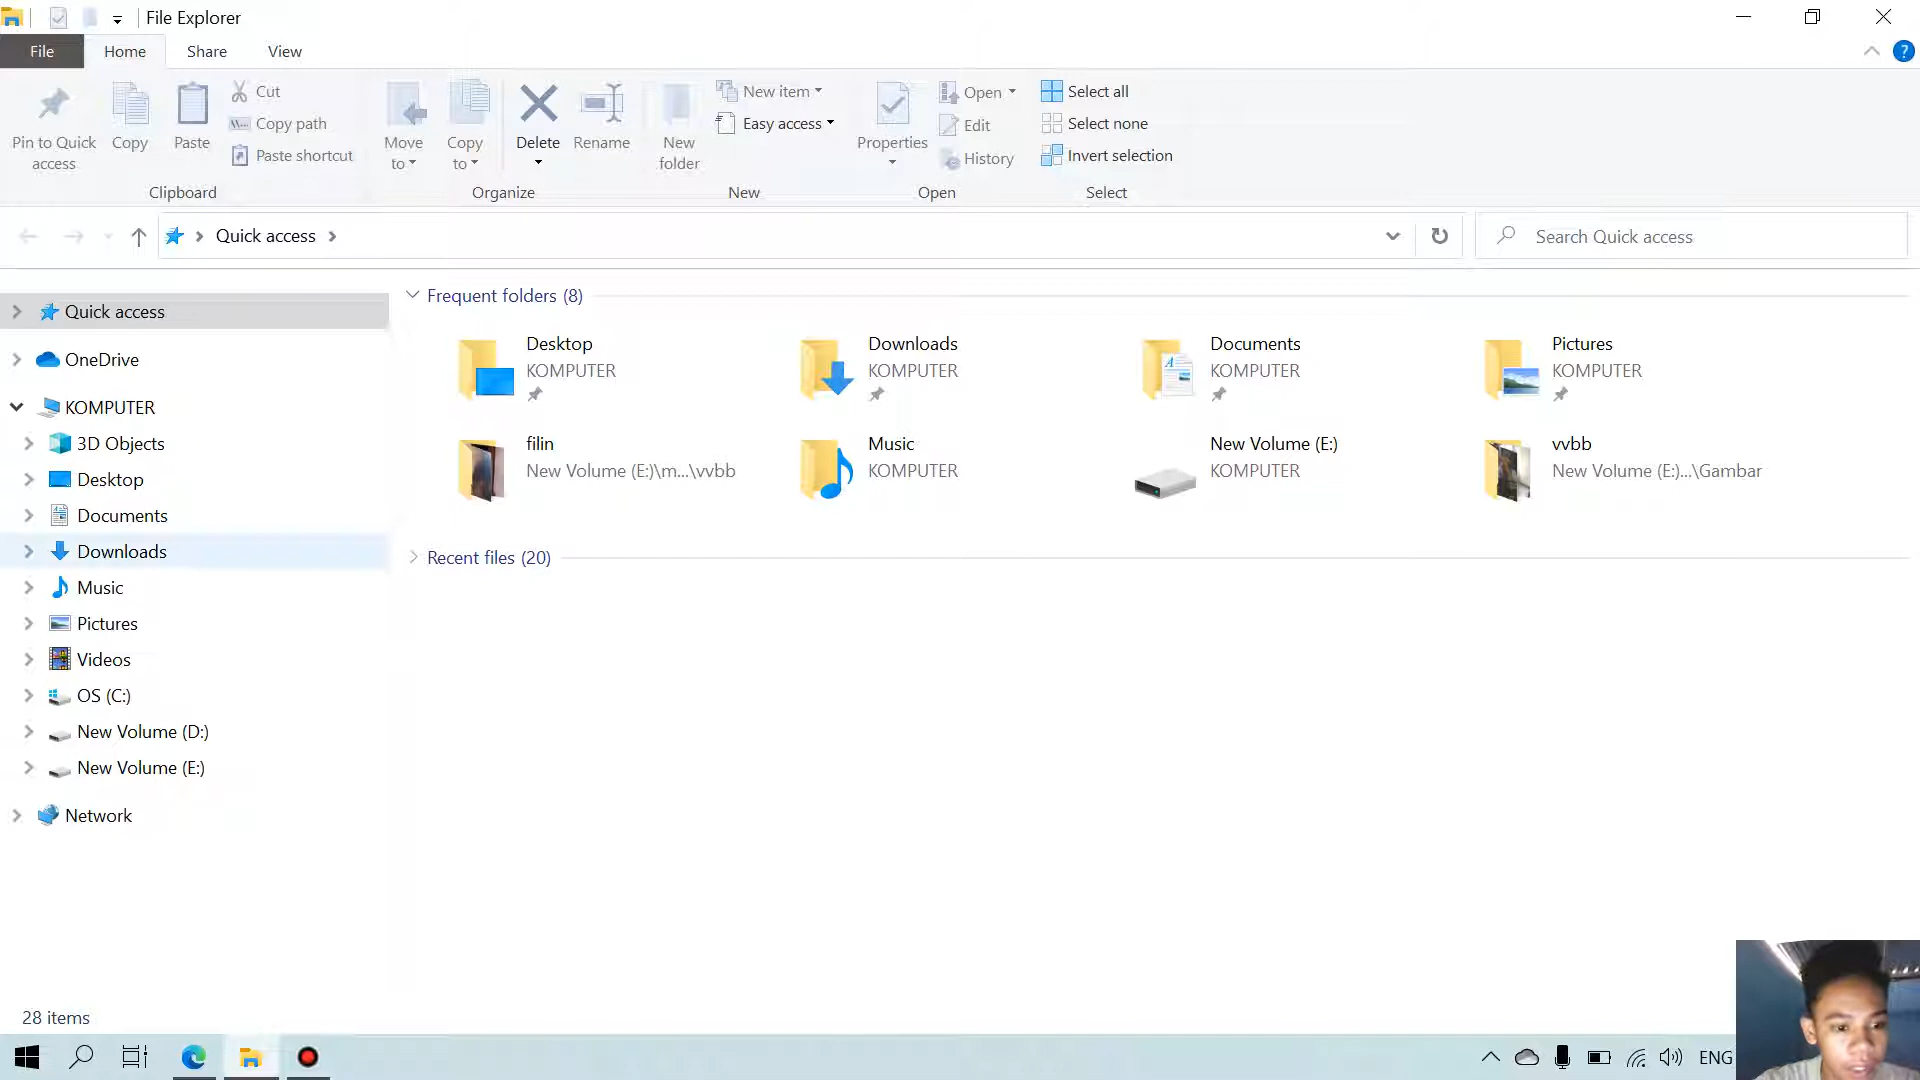 File Explorer
File Home Share View
Pin to Quick access
Copy
Paste
Cut
Copy path
Paste shortcut
Clipboard
Move to
Copy to
Delete
Rename
Organize
New folder
New item
Easy access
New
Properties
Open
Edit
History
Open
Select all
Select none
Invert selection
Select
Quick access
Search Quick access
Quick access
OneDrive
KOMPUTER
3D Objects
Desktop
Documents
Downloads
Music
Pictures
Videos
OS (C:)
New Volume (D:)
New Volume (E:)
Network
Frequent folders (8)
Desktop
KOMPUTER
Downloads
KOMPUTER
Documents
KOMPUTER
Pictures
KOMPUTER
filin
New Volume (E:)\m...\vvbb
Music
KOMPUTER
New Volume (E:)
KOMPUTER
vvbb
New Volume (E:)...\Gambar
Recent files (20)
28 items
ENG